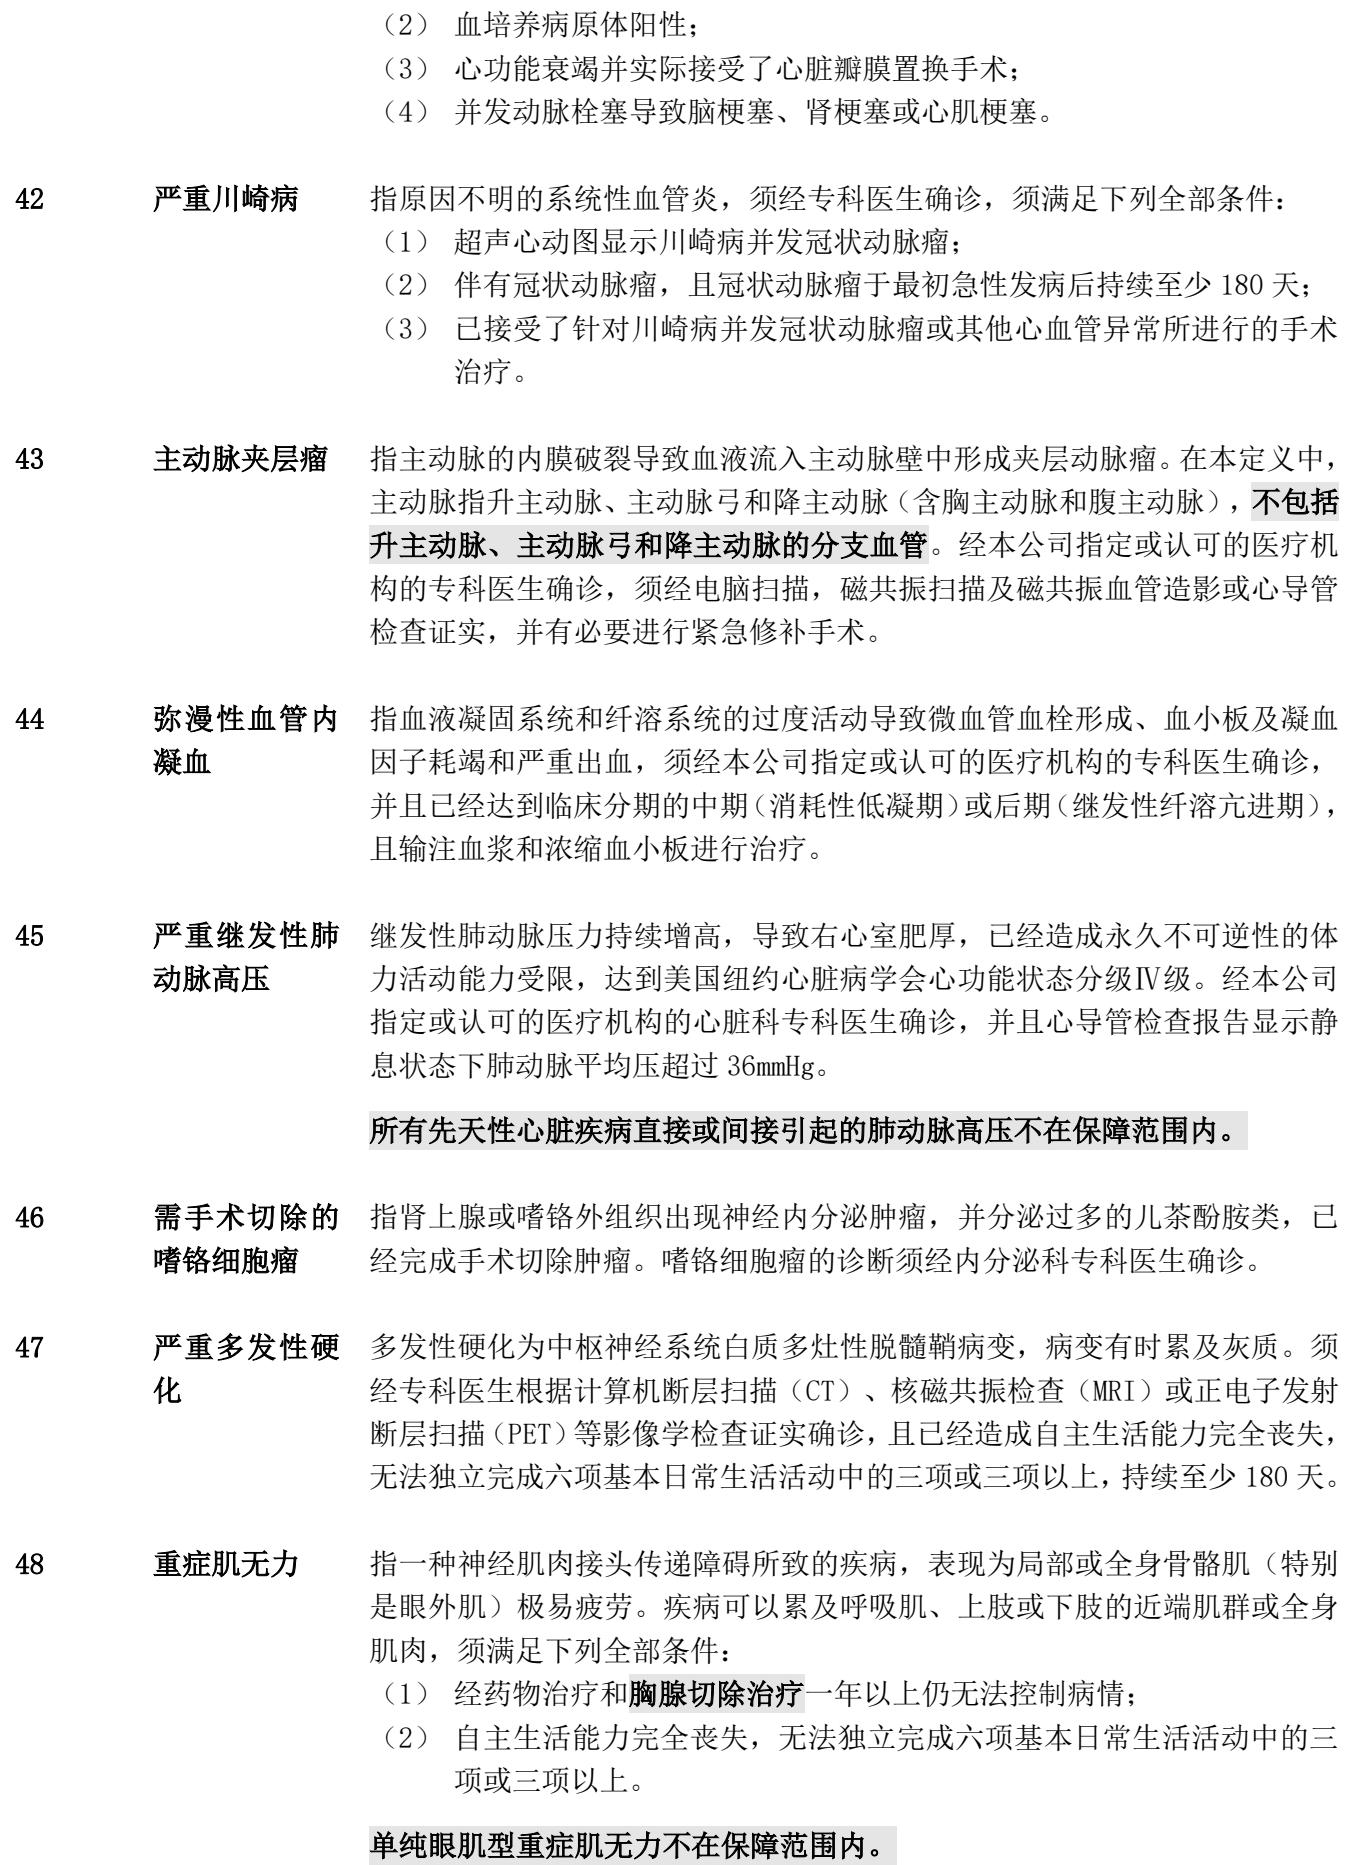 （2） 血培养病原体阳性；
（3） 心功能衰竭并实际接受了心脏瓣膜置换手术；
（4） 并发动脉栓塞导致脑梗塞、肾梗塞或心肌梗塞。
42 严重川崎病 指原因不明的系统性血管炎，须经专科医生确诊，须满足下列全部条件：
（1） 超声心动图显示川崎病并发冠状动脉瘤；
（2） 伴有冠状动脉瘤，且冠状动脉瘤于最初急性发病后持续至少 180 天；
（3） 已接受了针对川崎病并发冠状动脉瘤或其他心血管异常所进行的手术
治疗。
43 主动脉夹层瘤 指主动脉的内膜破裂导致血液流入主动脉壁中形成夹层动脉瘤。在本定义中，
主动脉指升主动脉、主动脉弓和降主动脉（含胸主动脉和腹主动脉），不包括
升主动脉、主动脉弓和降主动脉的分支血管。经本公司指定或认可的医疗机
构的专科医生确诊，须经电脑扫描，磁共振扫描及磁共振血管造影或心导管
检查证实，并有必要进行紧急修补手术。
44 弥漫性血管内 指血液凝固系统和纤溶系统的过度活动导致微血管血栓形成、血小板及凝血
凝血 因子耗竭和严重出血，须经本公司指定或认可的医疗机构的专科医生确诊，
并且已经达到临床分期的中期（消耗性低凝期）或后期（继发性纤溶亢进期），
且输注血浆和浓缩血小板进行治疗。
45 严重继发性肺 继发性肺动脉压力持续增高，导致右心室肥厚，已经造成永久不可逆性的体
动脉高压 力活动能力受限，达到美国纽约心脏病学会心功能状态分级Ⅳ级。经本公司
指定或认可的医疗机构的心脏科专科医生确诊，并且心导管检查报告显示静
息状态下肺动脉平均压超过 36mmHg。
所有先天性心脏疾病直接或间接引起的肺动脉高压不在保障范围内。
46 需手术切除的 指肾上腺或嗜铬外组织出现神经内分泌肿瘤，并分泌过多的儿茶酚胺类，已
嗜铬细胞瘤 经完成手术切除肿瘤。嗜铬细胞瘤的诊断须经内分泌科专科医生确诊。
47 严重多发性硬 多发性硬化为中枢神经系统白质多灶性脱髓鞘病变，病变有时累及灰质。须
化 经专科医生根据计算机断层扫描（CT）、核磁共振检查（MRI）或正电子发射
断层扫描（PET）等影像学检查证实确诊，且已经造成自主生活能力完全丧失，
无法独立完成六项基本日常生活活动中的三项或三项以上，持续至少 180 天。
48 重症肌无力 指一种神经肌肉接头传递障碍所致的疾病，表现为局部或全身骨骼肌（特别
是眼外肌）极易疲劳。疾病可以累及呼吸肌、上肢或下肢的近端肌群或全身
肌肉，须满足下列全部条件：
（1） 经药物治疗和胸腺切除治疗一年以上仍无法控制病情；
（2） 自主生活能力完全丧失，无法独立完成六项基本日常生活活动中的三
项或三项以上。
单纯眼肌型重症肌无力不在保障范围内。